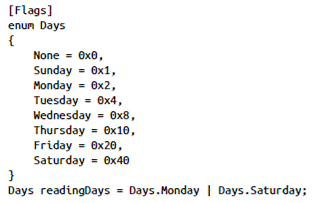 [Flags]
enum Days
{
    None = 0x0,
    Sunday = 0x1,
    Monday = 0x2,
    Tuesday = 0x4,
    Wednesday = 0x8,
    Thursday = 0x10,
    Friday = 0x20,
    Saturday = 0x40
}
Days readingDays = Days.Monday | Days.Saturday;